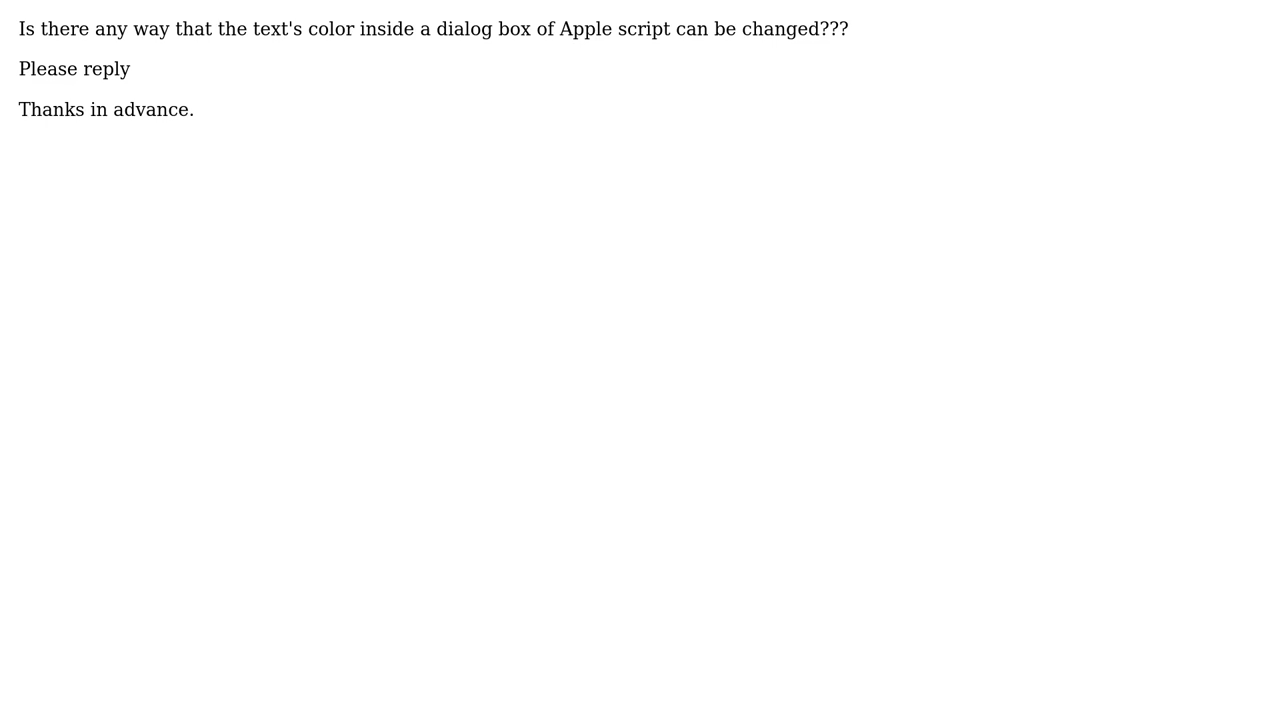 Is there any way that the text's color inside a dialog box of Apple script can be changed???
Please reply
Thanks in advance.